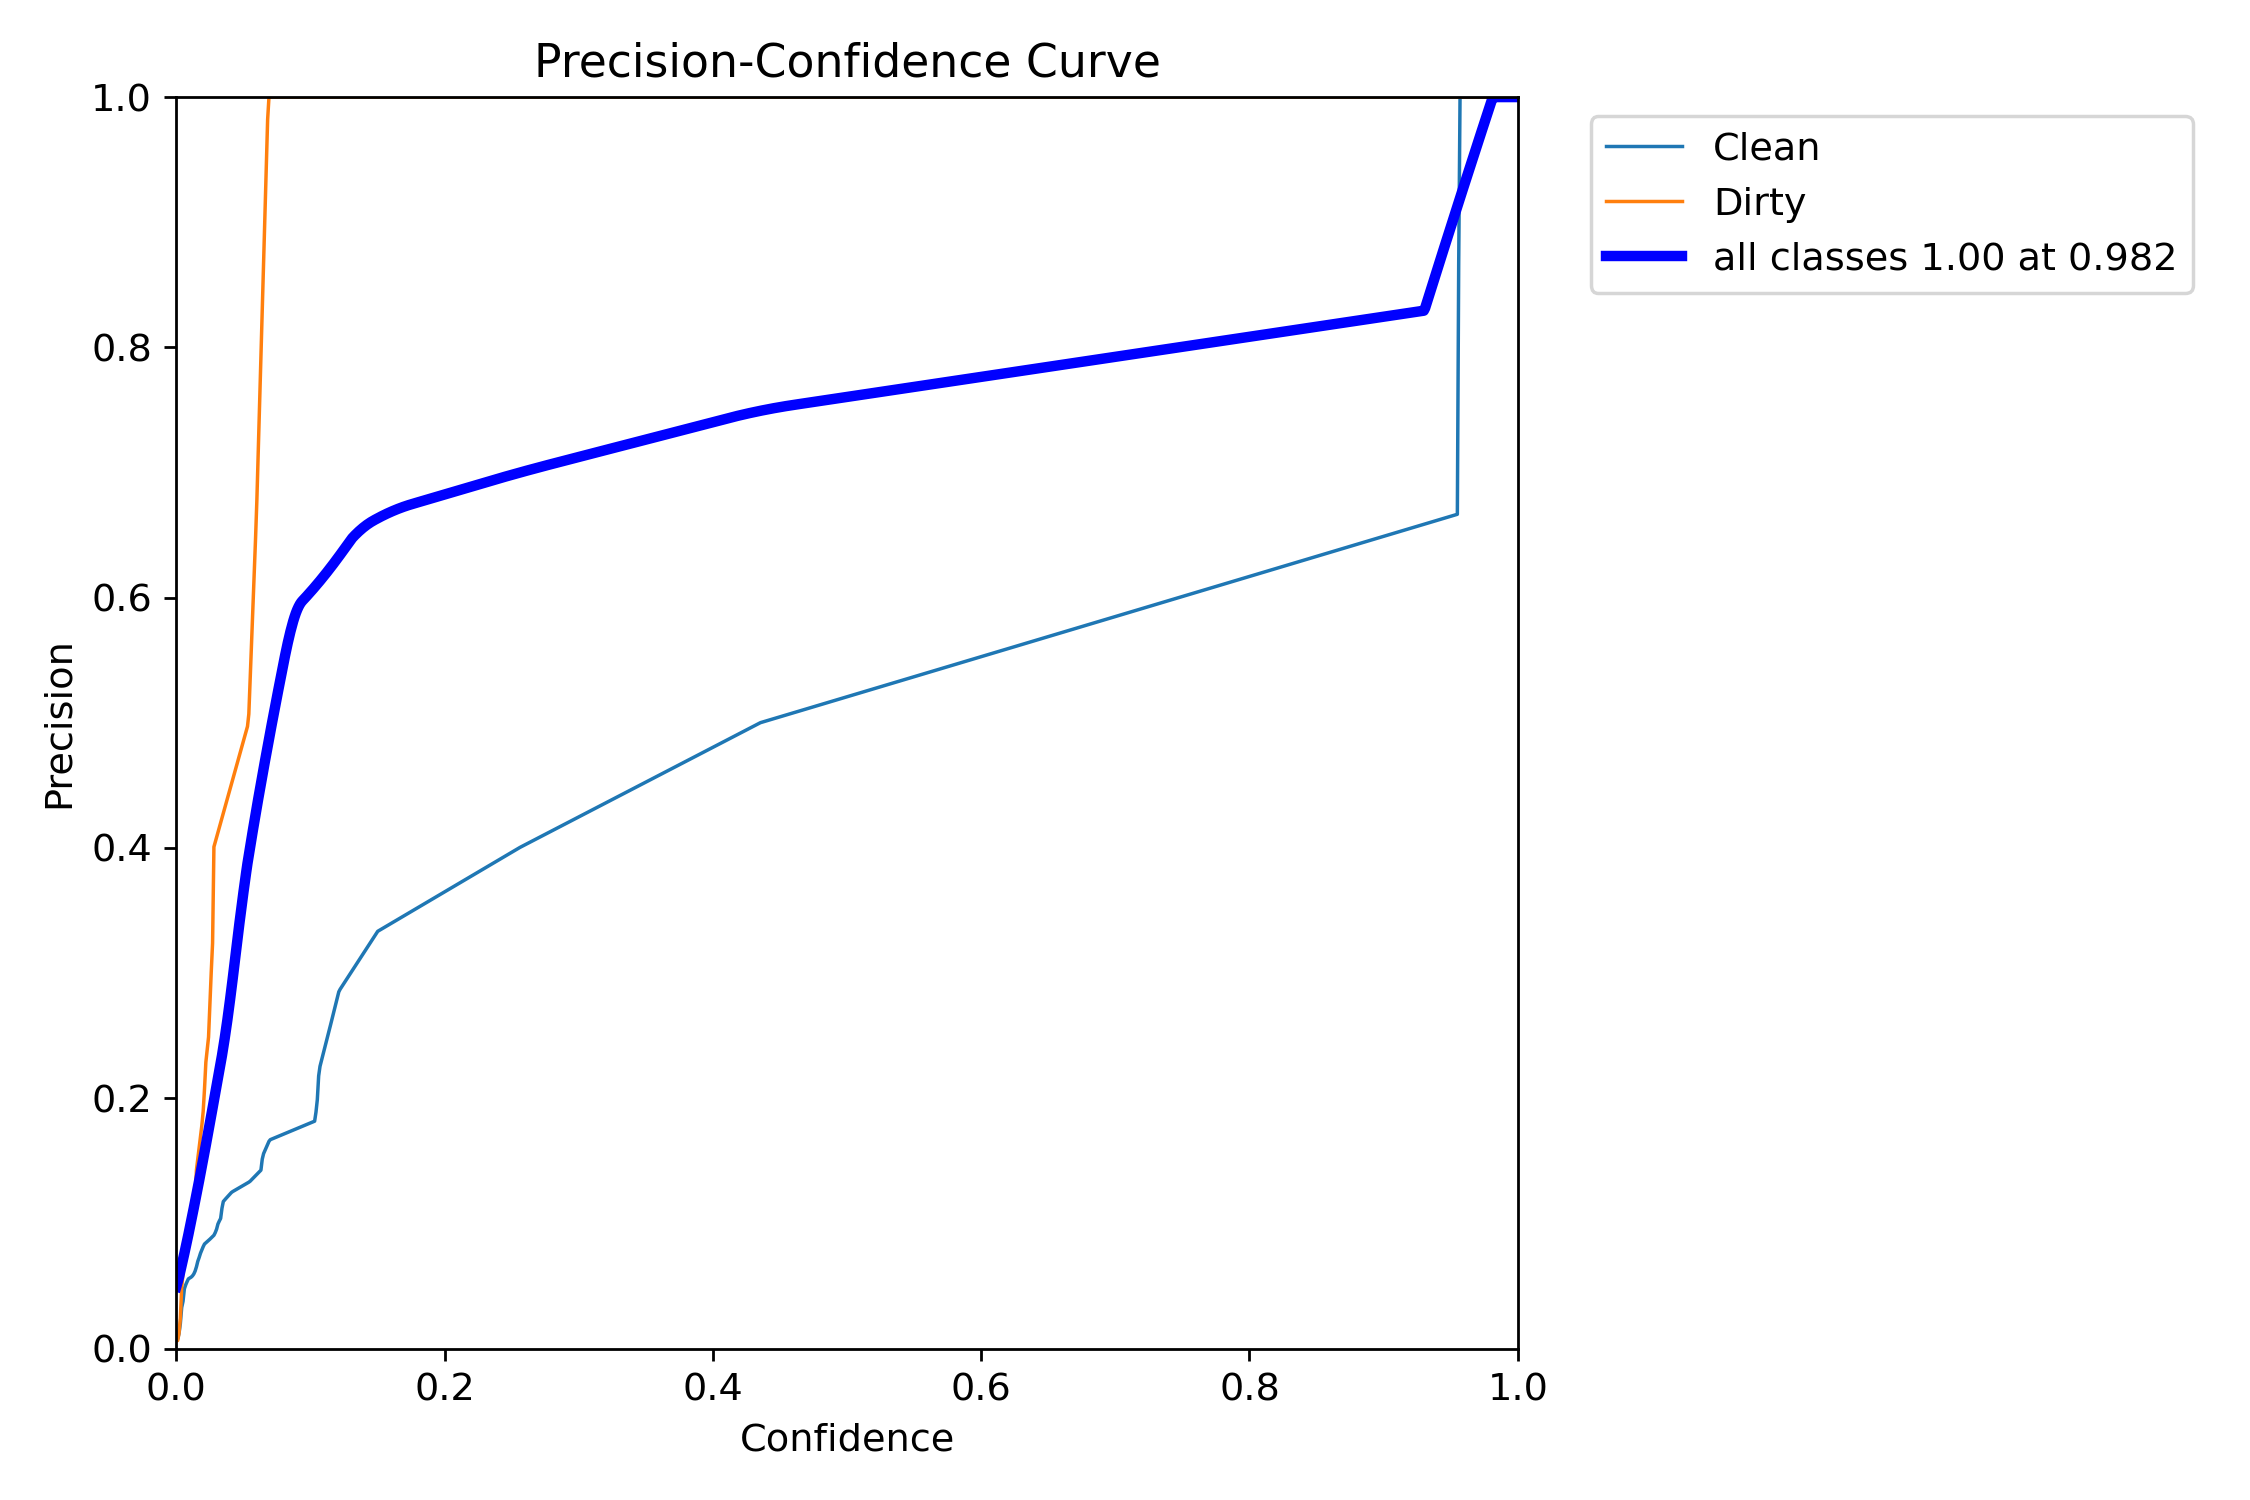 Precision-Confidence Curve
1.0
0.8
0.6
0.4
0.2
0.0
Precision
0.0 0.2 0.4 0.6 0.8 1.0
Confidence
Clean
Dirty
all classes 1.00 at 0.982